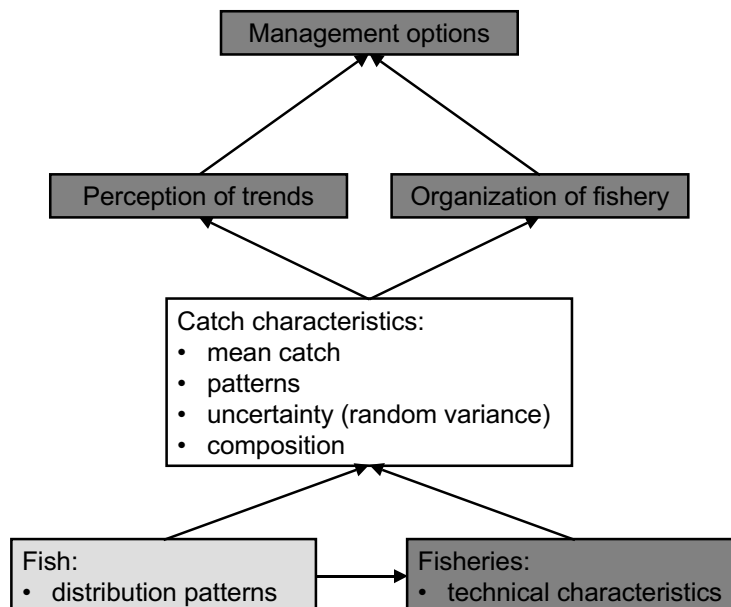 Management options
Perception of trends
Organization of fishery
Catch characteristics:
• mean catch
• patterns
• uncertainty (random variance)
• composition
Fish:
• distribution patterns
Fisheries:
• technical characteristics